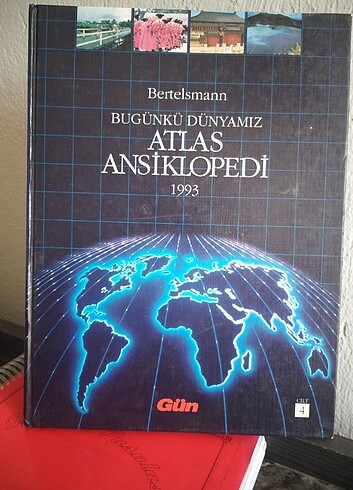 Bertelsmann
BUGÜNKÜ DÜNYAMIZ
ATLAS
ANSİKLOPEDİ
1993
Gün
CİLT
4